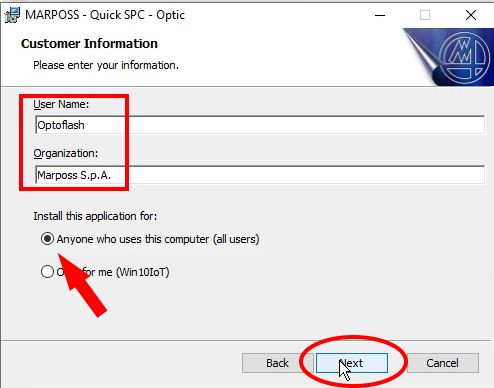 MARPOSS - Quick SPC - Optic
Customer Information
Please enter your information.
User Name:
Optoflash
Organization:
Marposs S.p.A.
Install this application for:
Anyone who uses this computer (all users)
for me (Win10IoT)
Back Next Cancel